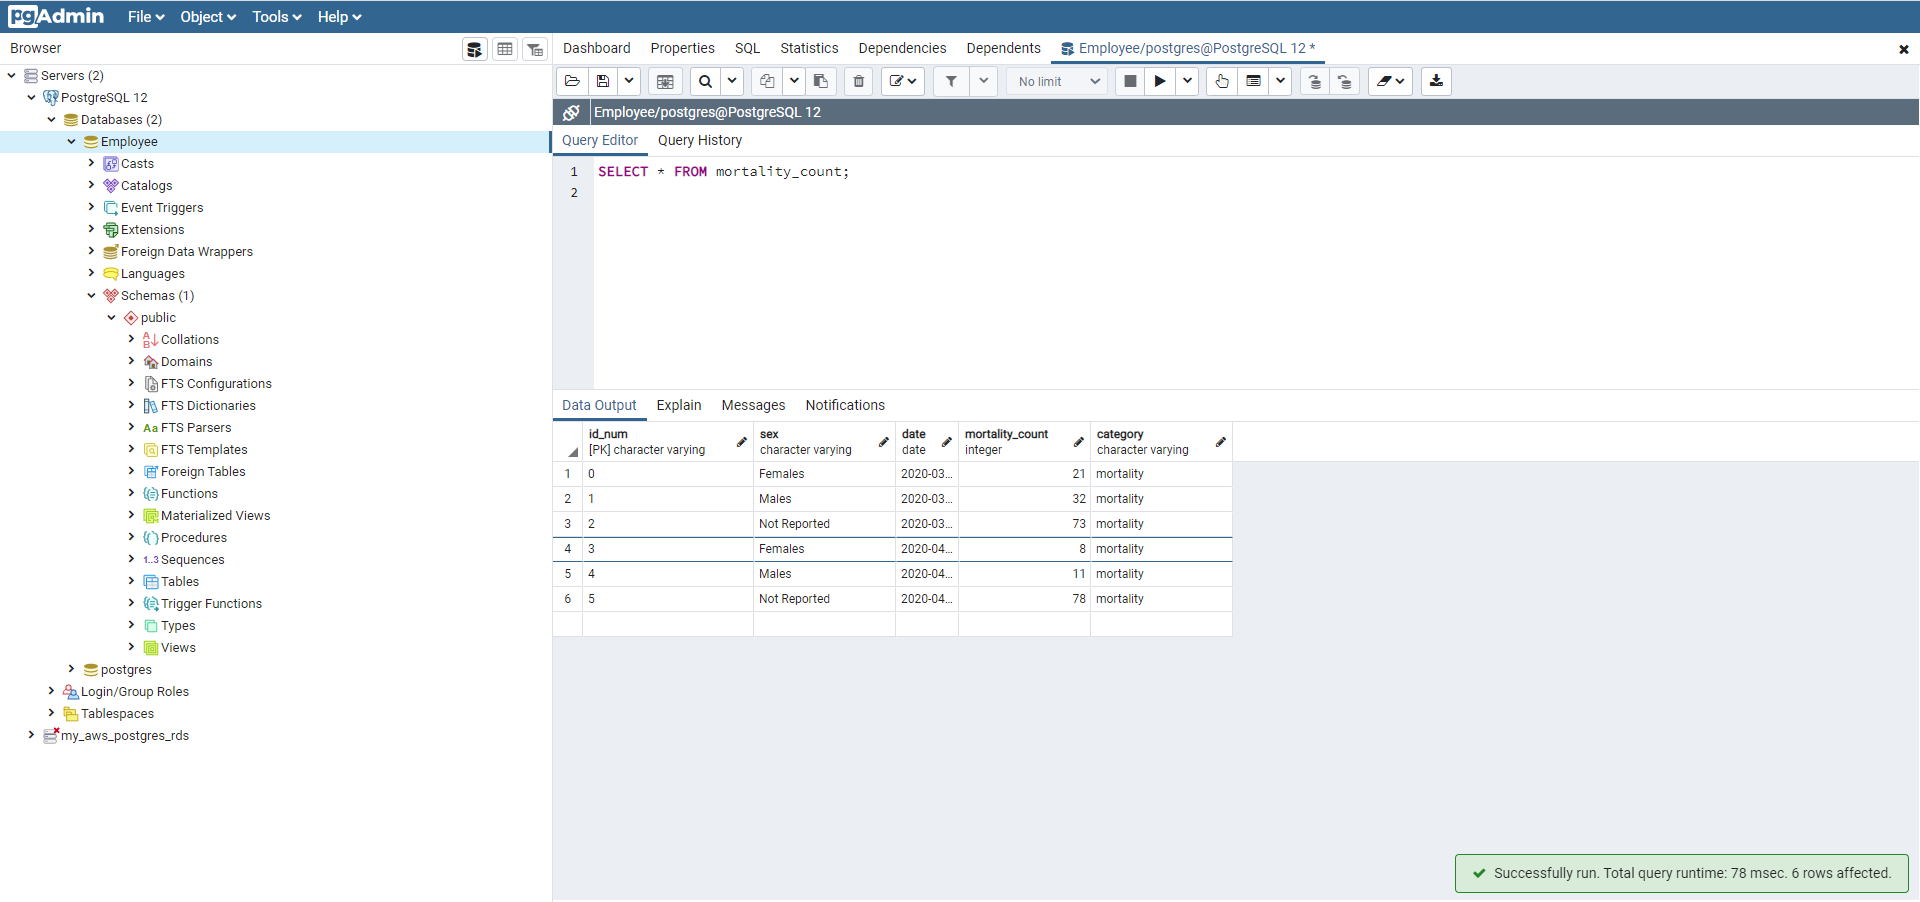 pgAdmin File Object Tools Help
Browser
Servers (2)
PostgreSQL 12
Databases (2)
Employee
Casts
Catalogs
Event Triggers
Extensions
Foreign Data Wrappers
Languages
Schemas (1)
public
Collations
Domains
FTS Configurations
FTS Dictionaries
Aa FTS Parsers
FTS Templates
Foreign Tables
Functions
Materialized Views
Procedures
1..3 Sequences
Tables
Trigger Functions
Types
Views
postgres
Login/Group Roles
Tablespaces
my_aws_postgres_rds
Dashboard Properties SQL Statistics Dependencies Dependents Employee/postgres@PostgreSQL 12 *
No limit
Employee/postgres@PostgreSQL 12
Query Editor Query History
1 SELECT * FROM mortality_count;
2
Data Output Explain Messages Notifications
id_num sex date mortality_count category
[PK] character varying character varying date integer character varying
1 0 Females 2020-03... 21 mortality
2 1 Males 2020-03... 32 mortality
3 2 Not Reported 2020-03... 73 mortality
4 3 Females 2020-04... 8 mortality
5 4 Males 2020-04... 11 mortality
6 5 Not Reported 2020-04... 78 mortality
Successfully run. Total query runtime: 78 msec. 6 rows affected.